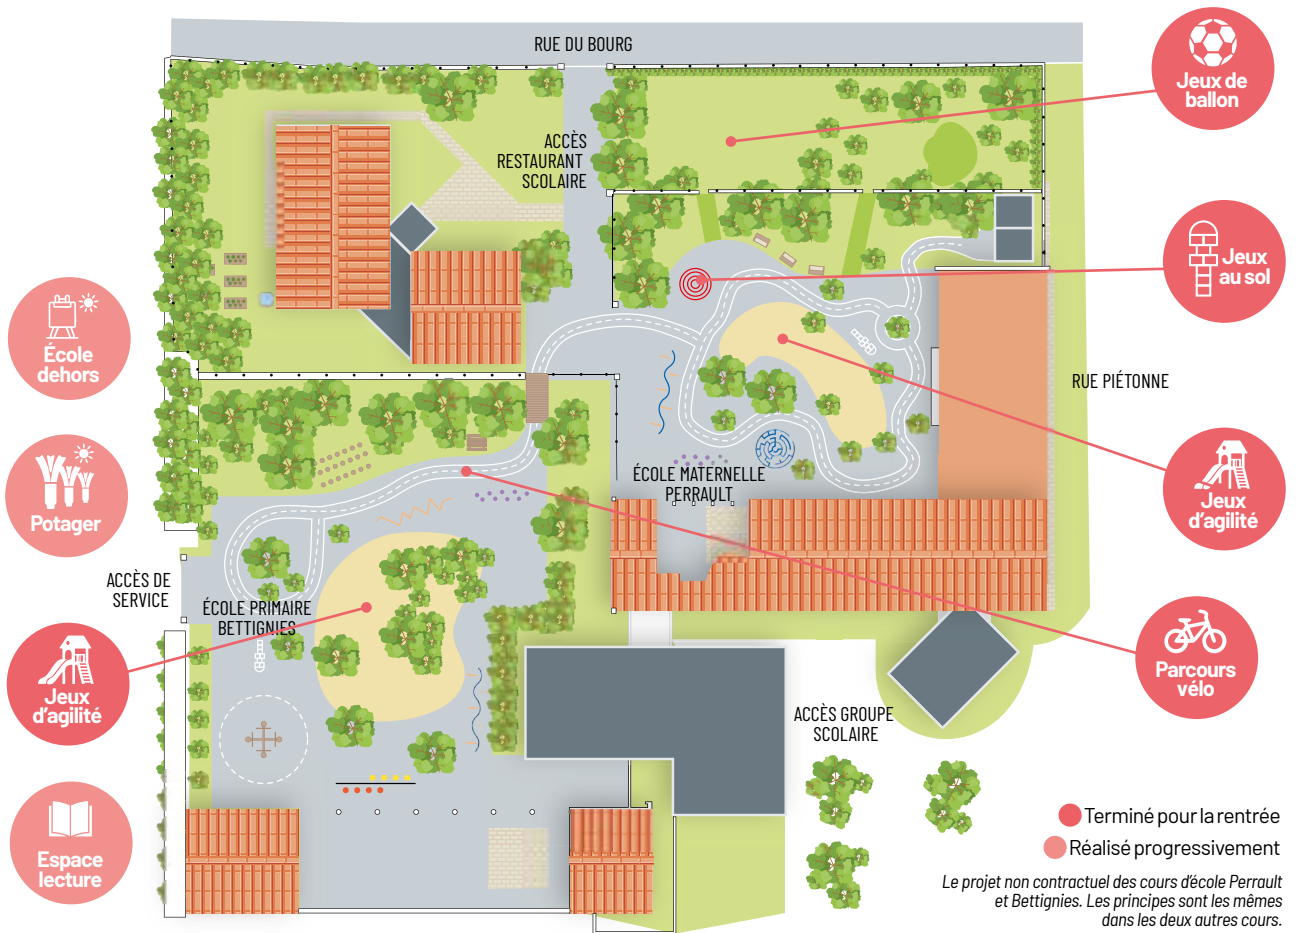 RUE DU BOURG
Jeux de
ballon
ACCÈS
RESTAURANT
SCOLAIRE
Jeux
au sol
École
dehors
RUE PIÉTONNE
Potager
ÉCOLE MATERNELLE
PERRAULT
Jeux
d'agilité
ACCÈS DE
SERVICE
ÉCOLE PRIMAIRE
BETTIGNIES
Jeux
d'agilité
Parcours
vélo
ACCÈS GROUPE
SCOLAIRE
Espace
lecture
Terminé pour la rentrée
Réalisé progressivement
Le projet non contractuel des cours d'école Perrault
et Bettignies. Les principes sont les mêmes
dans les deux autres cours.